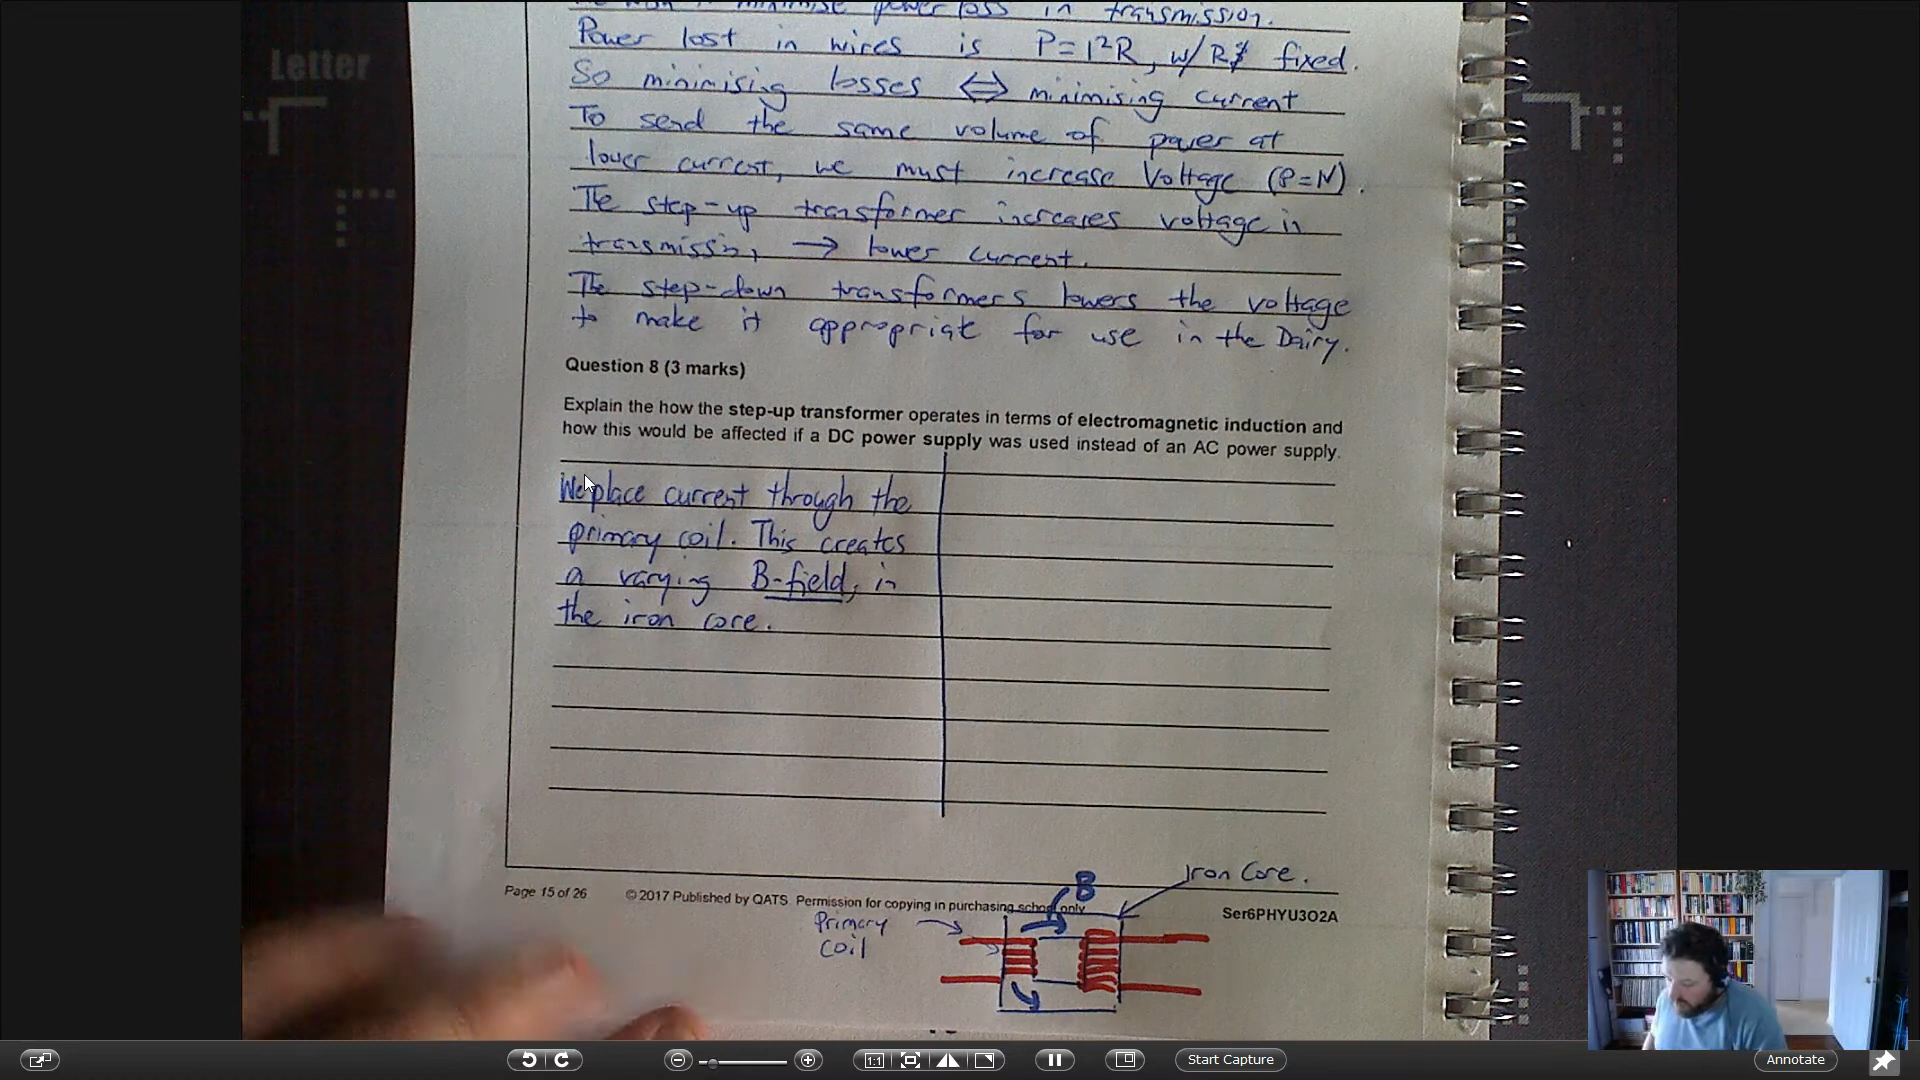 Letter
to minimise power loss in transmission.
Power lost in wires is P=I²R, w/ R fixed.
So minimising losses ⇔ minimising current
To send the same volume of power at
lower current, we must increase Voltage (P=IV).
The step-up transformer increases voltage in
transmissin, → lower current.
The step-down transformers lowers the voltage
to make it appropriate for use in the Dairy.
Question 8 (3 marks)
Explain the how the step-up transformer operates in terms of electromagnetic induction and
how this would be affected if a DC power supply was used instead of an AC power supply.
We place current through the
primary coil. This creates
a varying B-field, in
the iron core.
Iron Core.
B
Page 15 of 26 ©2017 Published by QATS. Permission for copying in purchasing school only Ser6PHYU3O2A
Primary
coil
1:1
Start Capture
Annotate